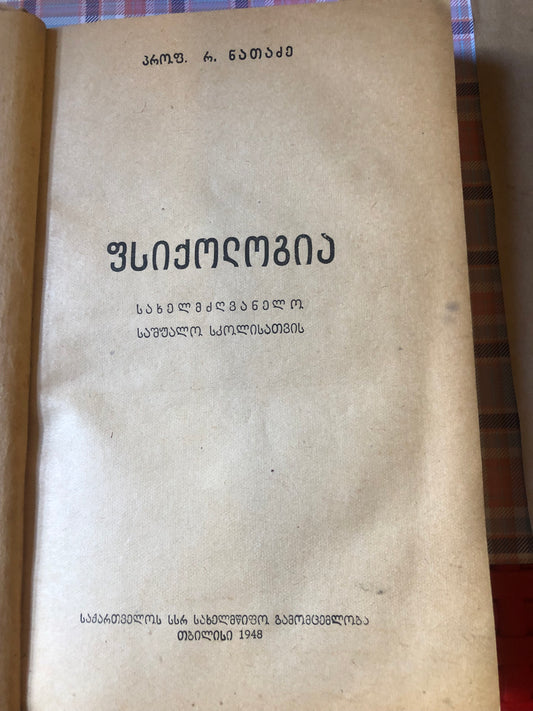 პროფ. რ. ნათაძე
ფსიქოლოგია
სახელმძღვანელო
საშუალო სკოლისათვის
საქართველოს სსრ სახელმწიფო გამომცემლობა
თბილისი 1948